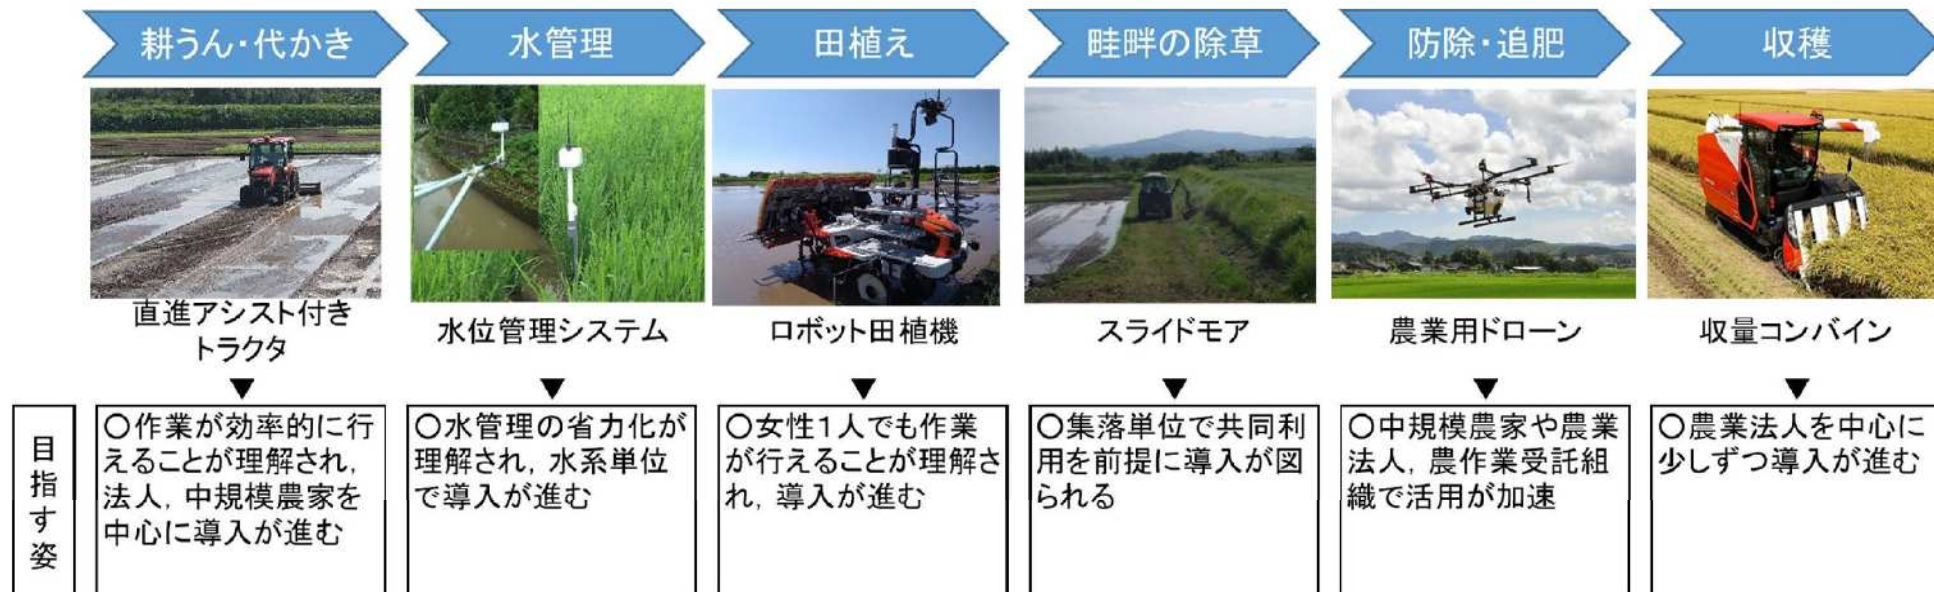 耕うん・代かき
水管理
田植え
畦畔の除草
防除・追肥
収穫
直進アシスト付き
トラクタ
水位管理システム
ロボット田植機
スライドモア
農業用ドローン
収量コンバイン
▼
▼
▼
▼
▼
▼
目指す姿
○作業が効率的に行
えることが理解され，
法人，中規模農家を
中心に導入が進む
○水管理の省力化が
理解され，水系単位
で導入が進む
○女性１人でも作業
が行えることが理解さ
れ，導入が進む
○集落単位で共同利
用を前提に導入が図
られる
○中規模農家や農業
法人，農作業受託組
織で活用が加速
○農業法人を中心に
少しずつ導入が進む